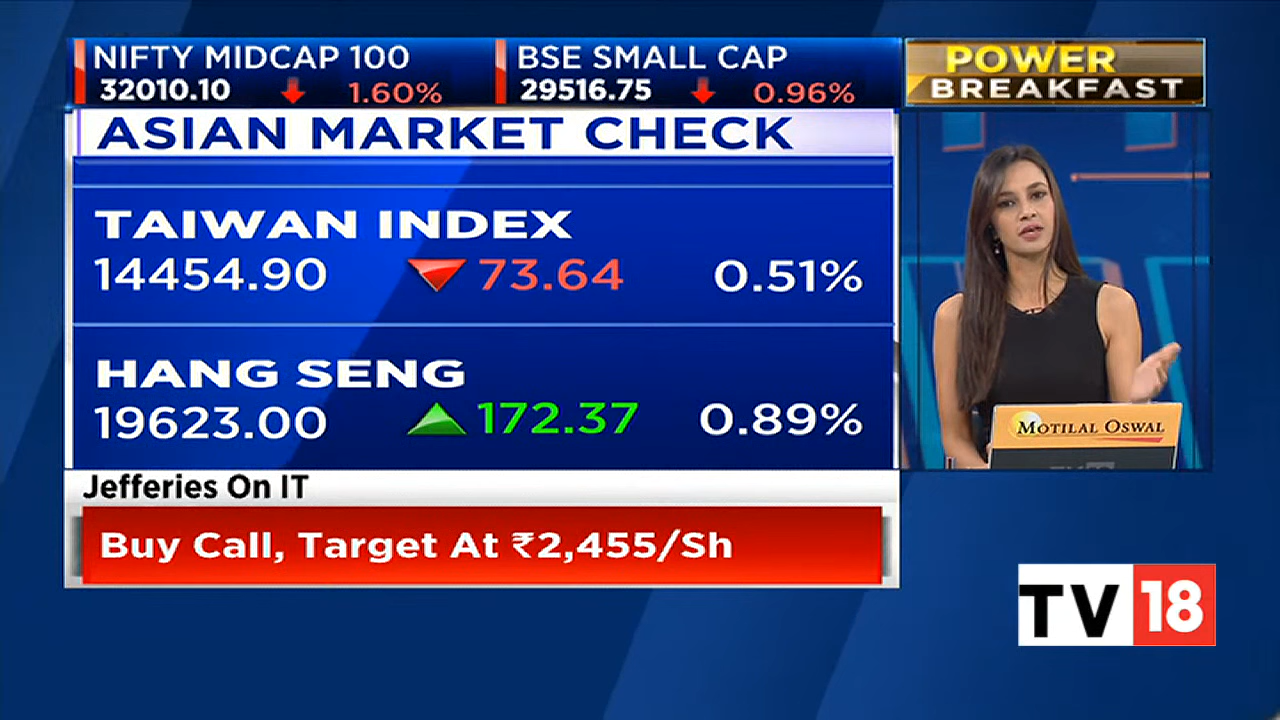 NIFTY MIDCAP 100
32010.10 1.60%
BSE SMALL CAP
29516.75 0.96%
POWER
BREAKFAST
ASIAN MARKET CHECK
TAIWAN INDEX
14454.90 73.64 0.51%
HANG SENG
19623.00 172.37 0.89%
MOTILAL OSWAL
Jefferies On IT
Buy Call, Target At ₹2,455/Sh
TV18